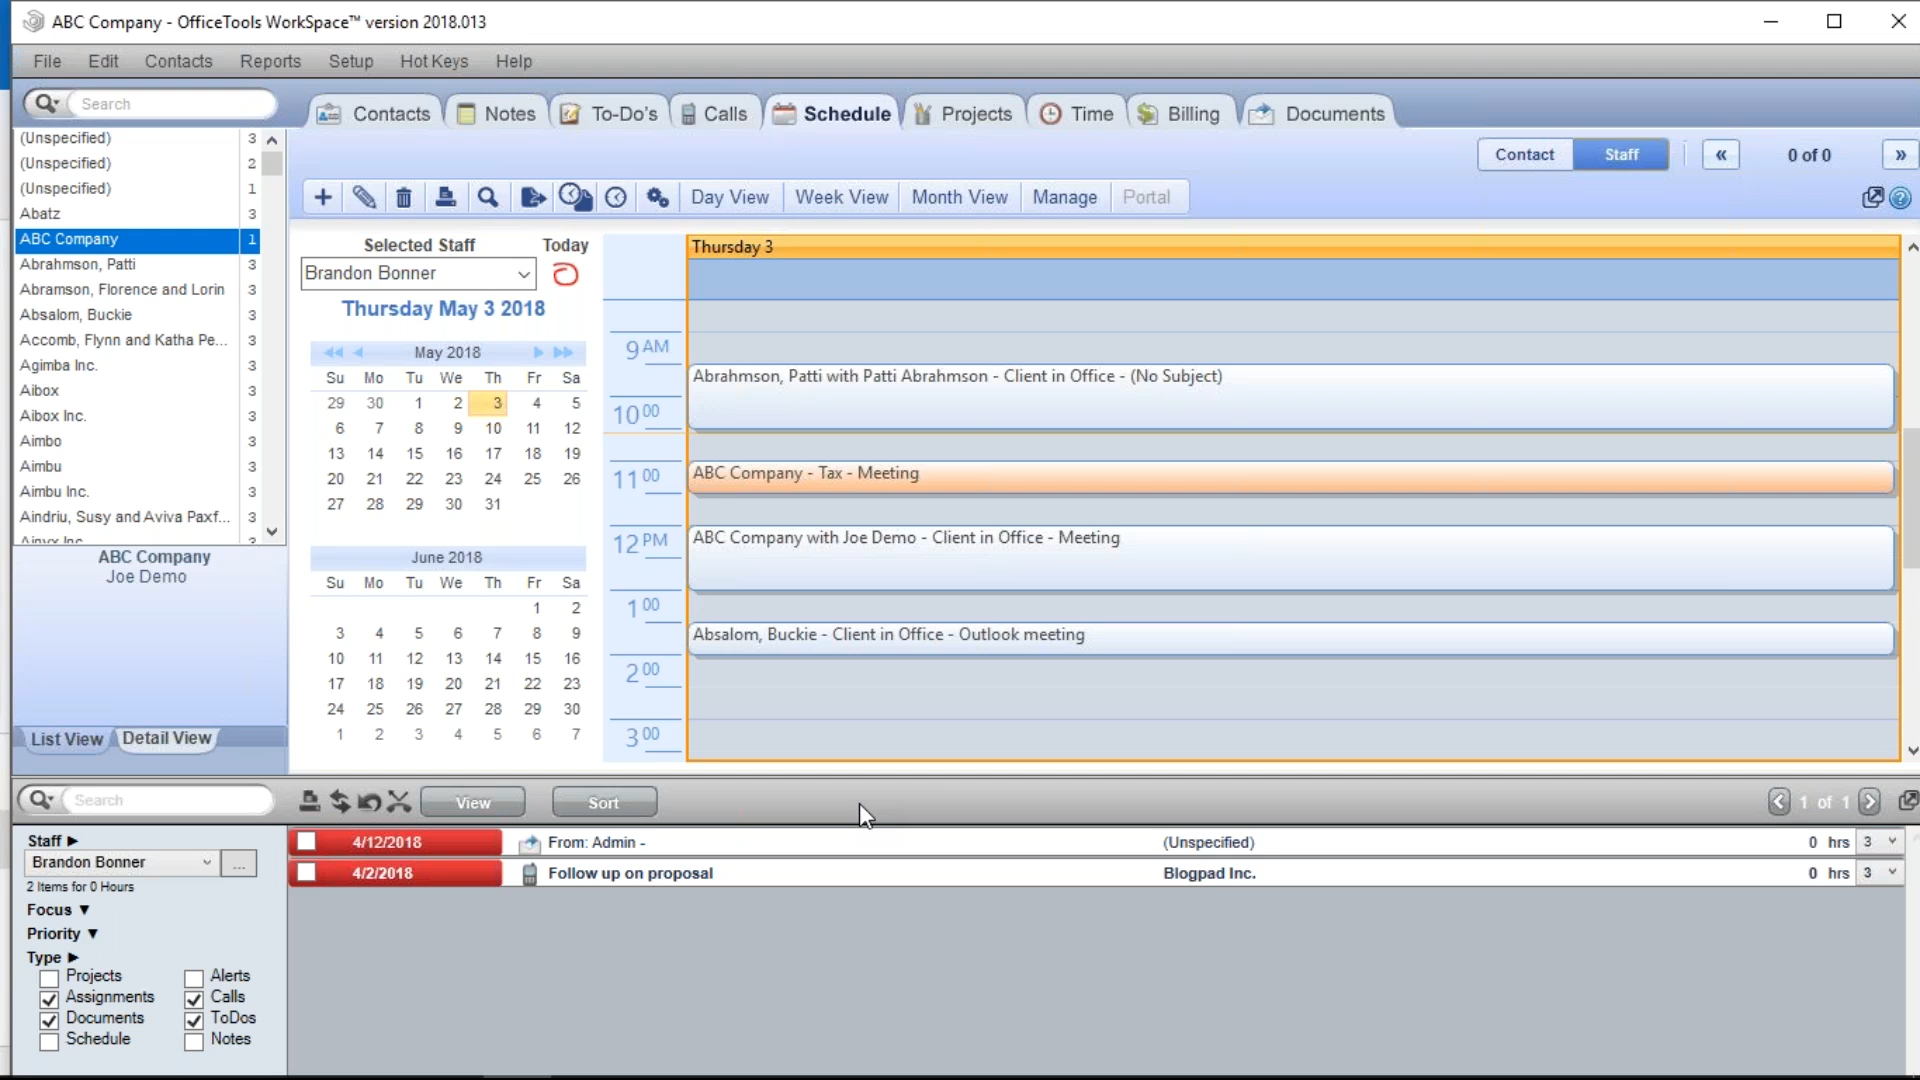 ABC Company - OfficeTools WorkSpace™ version 2018.013
File Edit Contacts Reports Setup Hot Keys Help
Search
Contacts Notes To-Do's Calls Schedule Projects Time Billing Documents
Contact Staff « 0 of 0 »
Day View Week View Month View Manage Portal
(Unspecified) 3
(Unspecified) 2
(Unspecified) 1
Abatz 3
ABC Company 1
Abrahmson, Patti 3
Abramson, Florence and Lorin 3
Absalom, Buckie 3
Accomb, Flynn and Katha Pe... 3
Agimba Inc. 3
Aibox 3
Aibox Inc. 3
Aimbo 3
Aimbu 3
Aimbu Inc. 3
Aindriu, Susy and Aviva Paxf... 3
ABC Company
Joe Demo
List View Detail View
Selected Staff Today
Brandon Bonner
Thursday May 3 2018
May 2018
Su Mo Tu We Th Fr Sa
29 30 1 2 3 4 5
6 7 8 9 10 11 12
13 14 15 16 17 18 19
20 21 22 23 24 25 26
27 28 29 30 31
June 2018
Su Mo Tu We Th Fr Sa
1 2
3 4 5 6 7 8 9
10 11 12 13 14 15 16
17 18 19 20 21 22 23
24 25 26 27 28 29 30
1 2 3 4 5 6 7
Thursday 3
9 AM
Abrahmson, Patti with Patti Abrahmson - Client in Office - (No Subject)
10 00
11 00
ABC Company - Tax - Meeting
12 PM
ABC Company with Joe Demo - Client in Office - Meeting
1 00
Absalom, Buckie - Client in Office - Outlook meeting
2 00
3 00
Search
View Sort
1 of 1
Staff
Brandon Bonner ...
2 Items for 0 Hours
Focus
Priority
Type
Projects Alerts
Assignments Calls
Documents ToDos
Schedule Notes
4/12/2018 From: Admin - (Unspecified) 0 hrs 3
4/2/2018 Follow up on proposal Blogpad Inc. 0 hrs 3